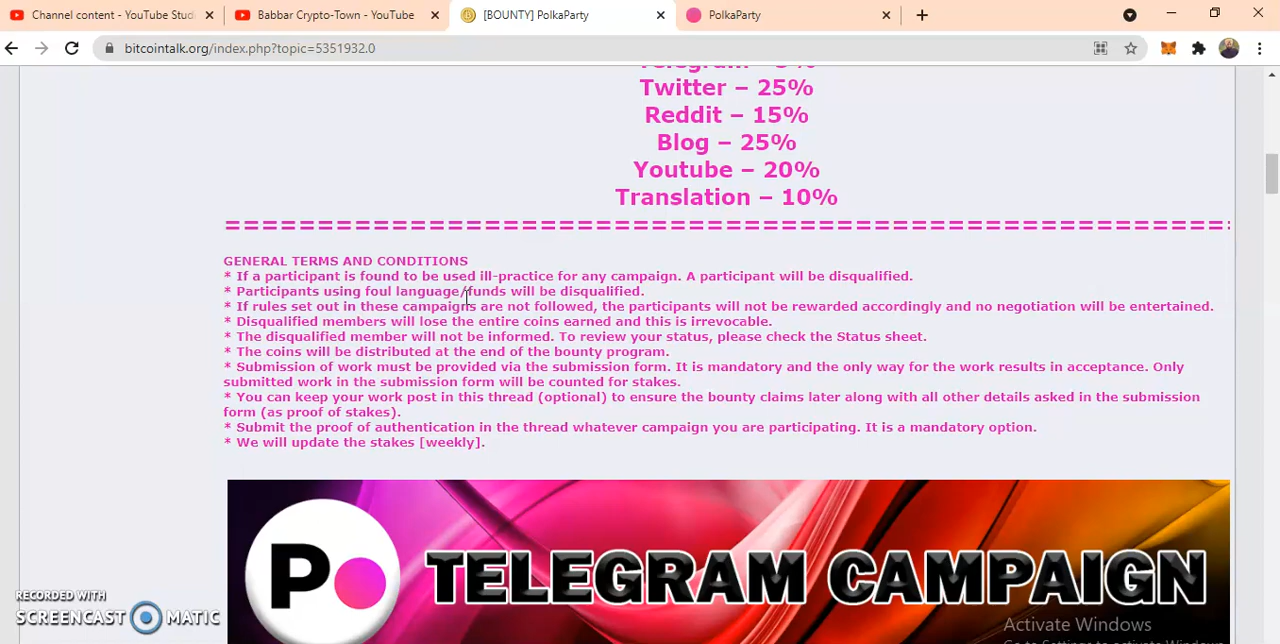 Channel content - YouTube Stud
Babbar Crypto-Town - YouTube
[BOUNTY] PolkaParty
PolkaParty
bitcointalk.org/index.php?topic=5351932.0
Twitter – 25%
Reddit – 15%
Blog – 25%
Youtube – 20%
Translation – 10%
GENERAL TERMS AND CONDITIONS
* If a participant is found to be used ill-practice for any campaign. A participant will be disqualified.
* Participants using foul language/funds will be disqualified.
* If rules set out in these campaigns are not followed, the participants will not be rewarded accordingly and no negotiation will be entertained.
* Disqualified members will lose the entire coins earned and this is irrevocable.
* The disqualified member will not be informed. To review your status, please check the Status sheet.
* The coins will be distributed at the end of the bounty program.
* Submission of work must be provided via the submission form. It is mandatory and the only way for the work results in acceptance. Only
submitted work in the submission form will be counted for stakes.
* You can keep your work post in this thread (optional) to ensure the bounty claims later along with all other details asked in the submission
form (as proof of stakes).
* Submit the proof of authentication in the thread whatever campaign you are participating. It is a mandatory option.
* We will update the stakes [weekly].
P TELEGRAM CAMPAIGN
RECORDED WITH
SCREENCAST MATIC
Activate Windows